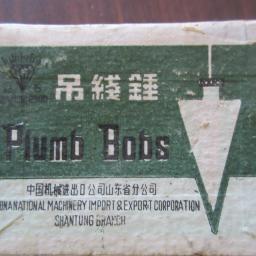 吊綫錘
Plumb Bobs
中国机械进出口公司山东省分公司
NATIONAL MACHINERY IMPORT & EXPORT CORPORATION
SHANTUNG BRANCH